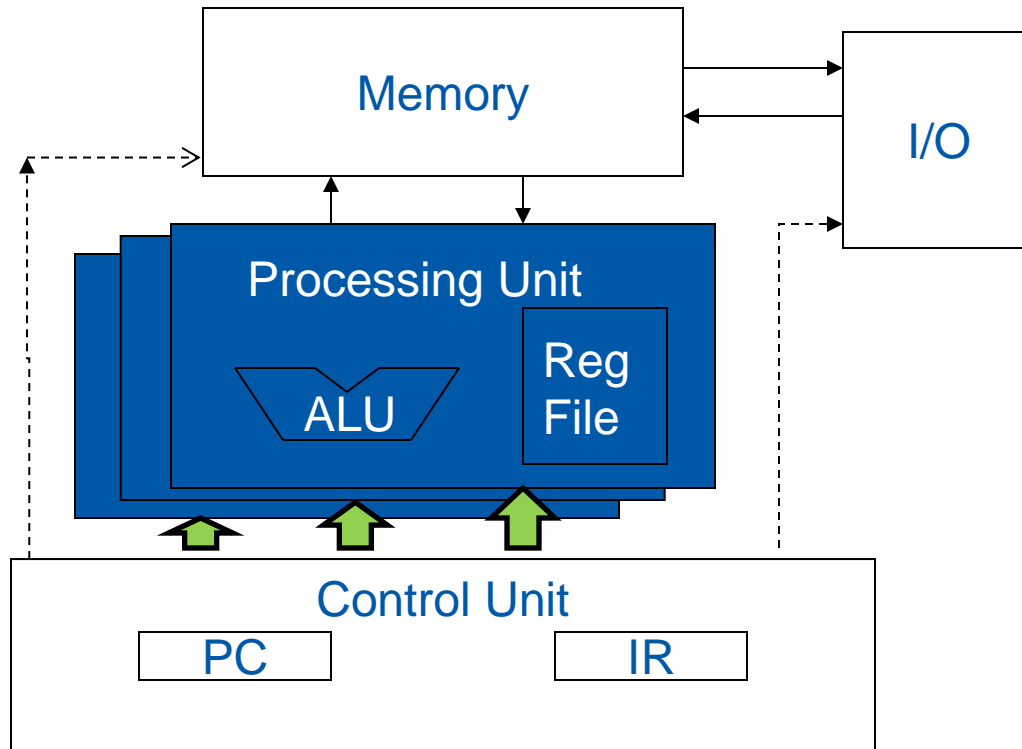 Memory
I/O
Processing Unit
Reg
File
ALU
Control Unit
PC
IR